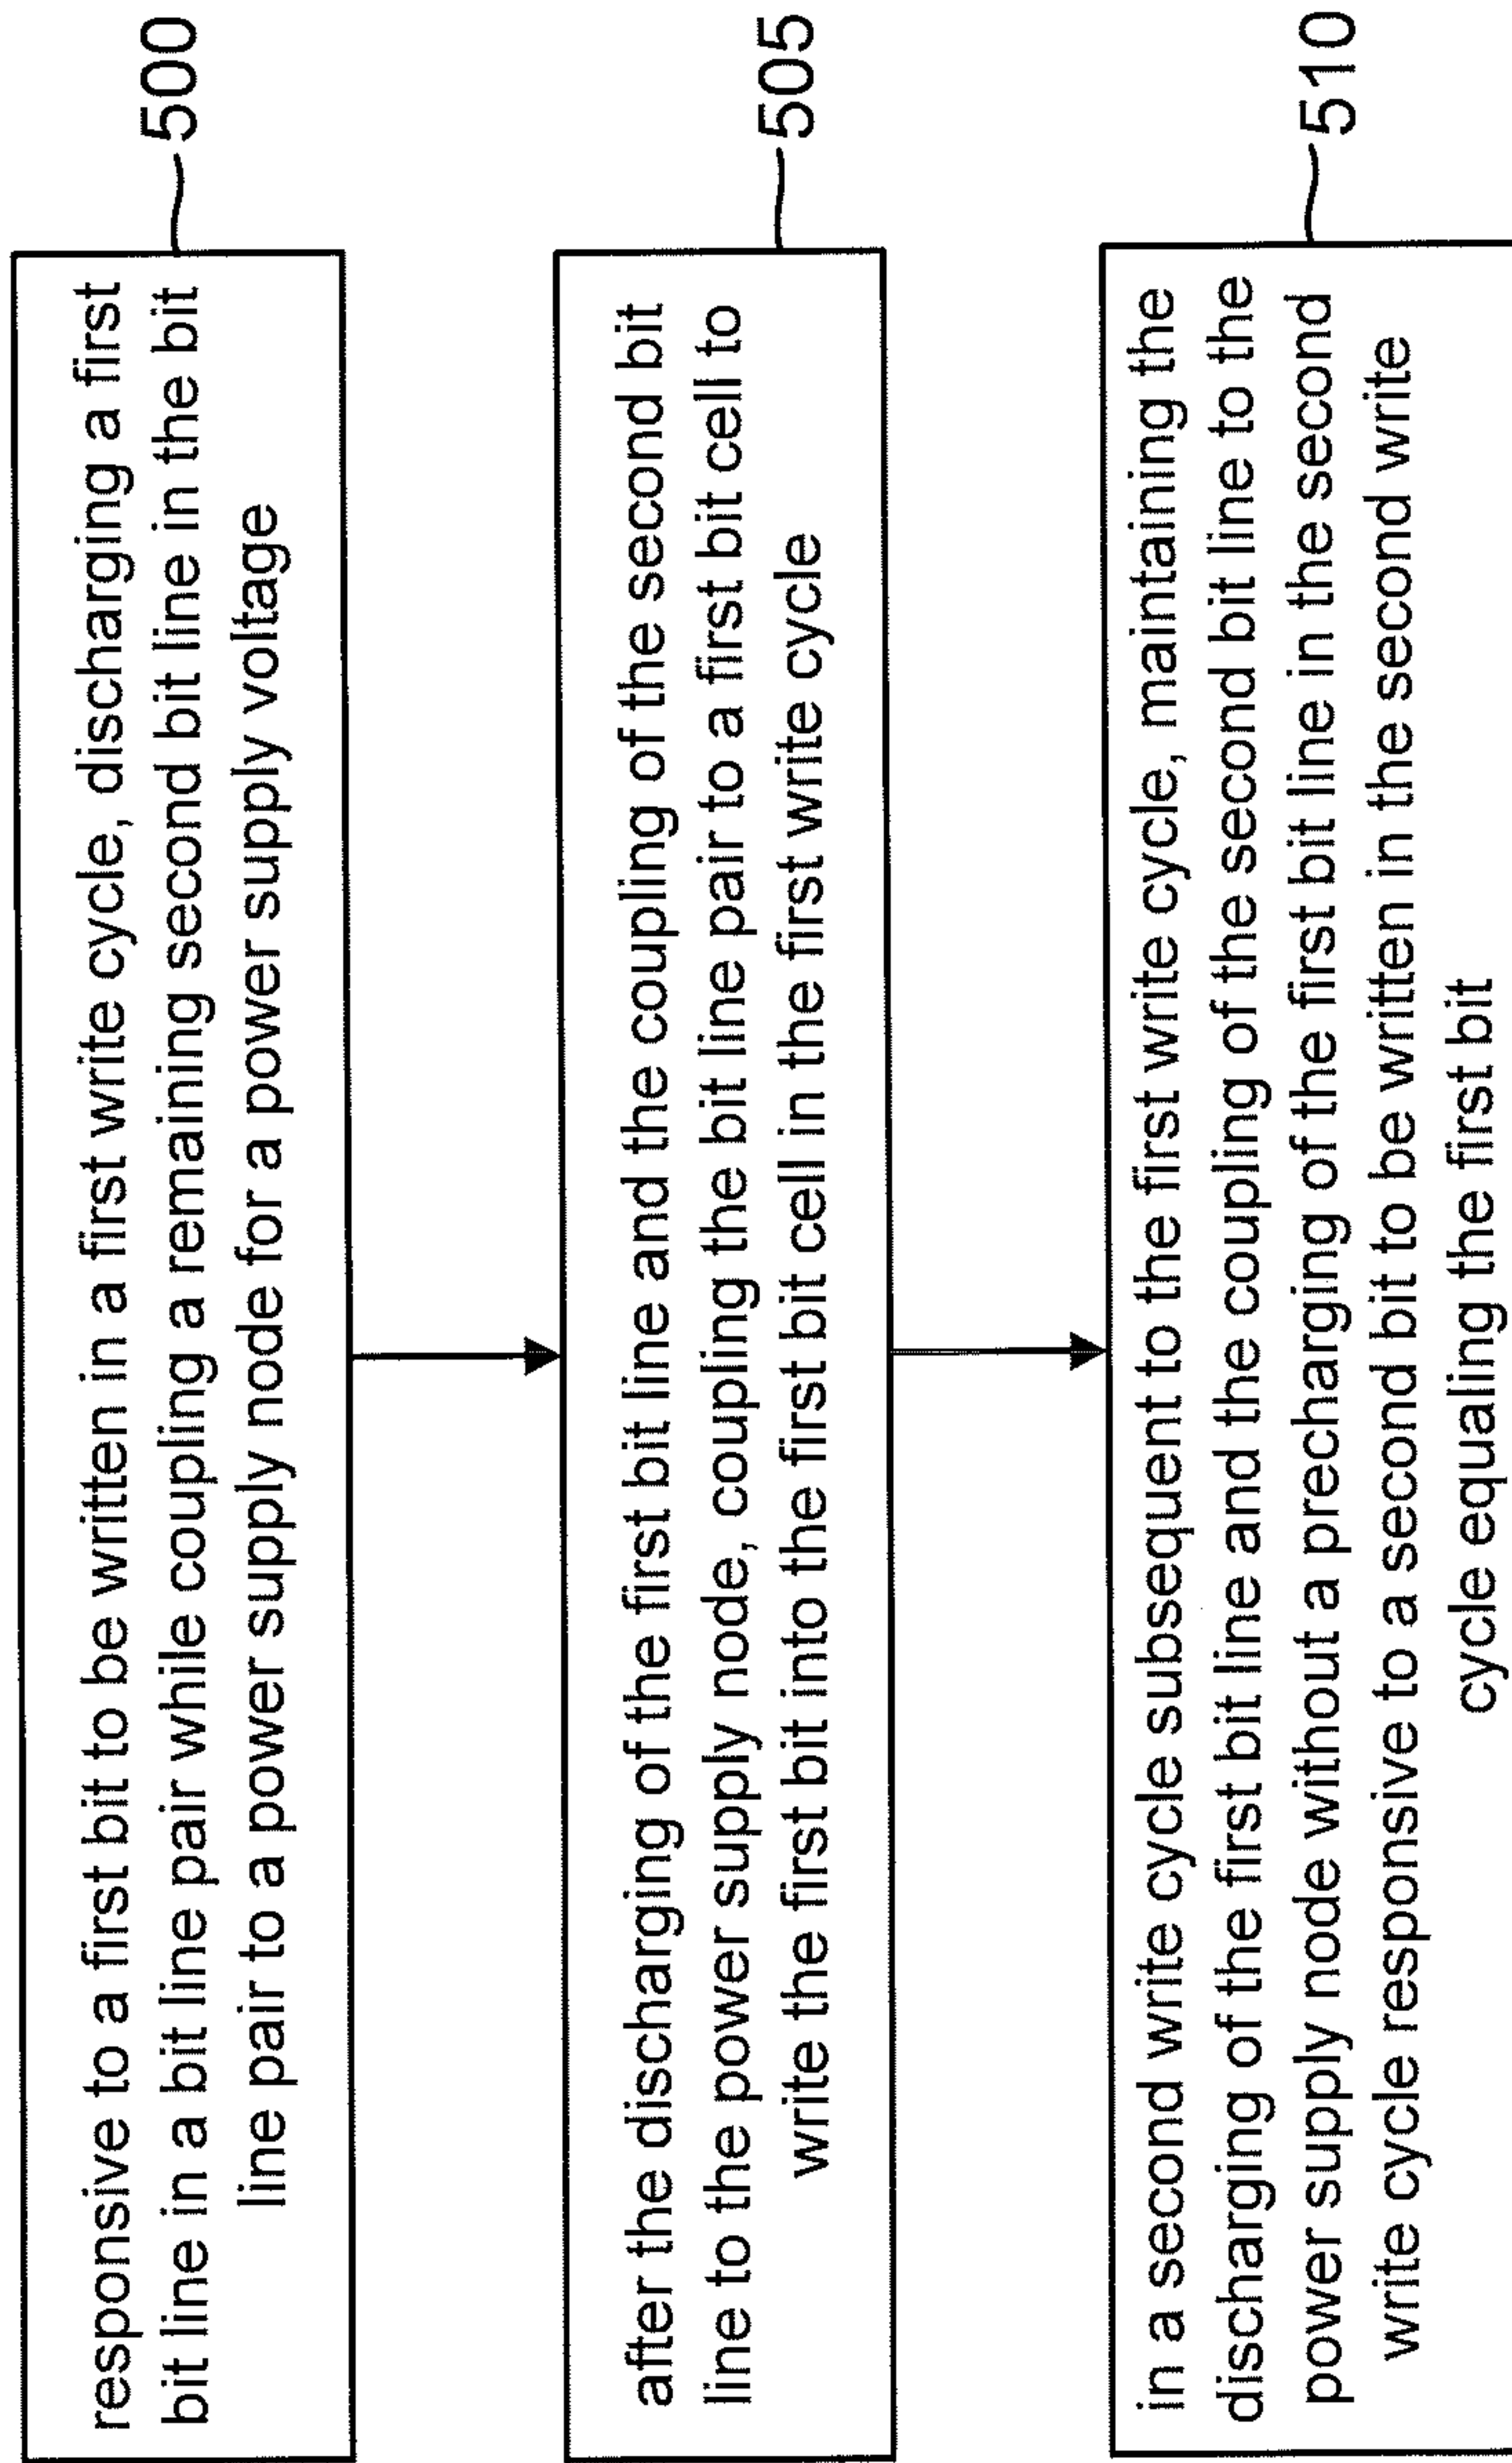 responsive to a first bit to be written in a first write cycle, discharging a first
bit line in a bit line pair while coupling a remaining second bit line in the bit
line pair to a power supply node for a power supply voltage
500
after the discharging of the first bit line and the coupling of the second bit
line to the power supply node, coupling the bit line pair to a first bit cell to
write the first bit into the first bit cell in the first write cycle
505
in a second write cycle subsequent to the first write cycle, maintaining the
discharging of the first bit line and the coupling of the second bit line to the
power supply node without a precharging of the first bit line in the second
write cycle responsive to a second bit to be written in the second write
cycle equaling the first bit
510